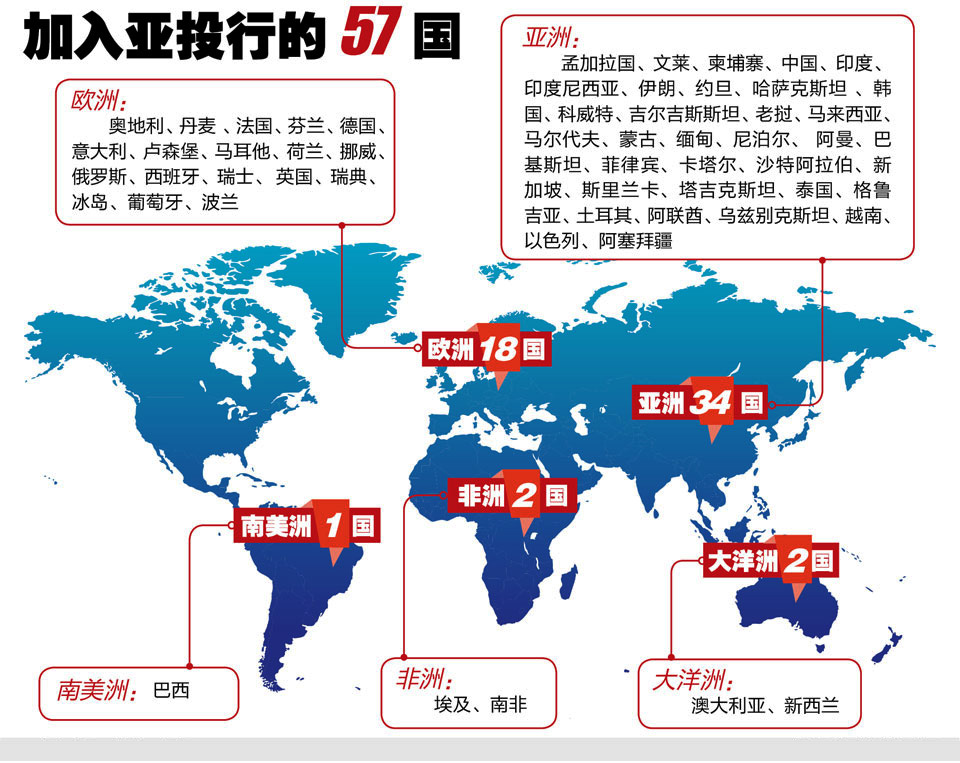 加入亚投行的 57 国
欧洲：
奥地利、丹麦、法国、芬兰、德国、
意大利、卢森堡、马耳他、荷兰、挪威、
俄罗斯、西班牙、瑞士、英国、瑞典、
冰岛、葡萄牙、波兰
亚洲：
孟加拉国、文莱、柬埔寨、中国、印度、
印度尼西亚、伊朗、约旦、哈萨克斯坦、韩
国、科威特、吉尔吉斯斯坦、老挝、马来西亚、
马尔代夫、蒙古、缅甸、尼泊尔、阿曼、巴
基斯坦、菲律宾、卡塔尔、沙特阿拉伯、新
加坡、斯里兰卡、塔吉克斯坦、泰国、格鲁
吉亚、土耳其、阿联酋、乌兹别克斯坦、越南、
以色列、阿塞拜疆
欧洲 18 国
亚洲 34 国
非洲 2 国
南美洲 1 国
大洋洲 2 国
南美洲：巴西
非洲：
埃及、南非
大洋洲：
澳大利亚、新西兰